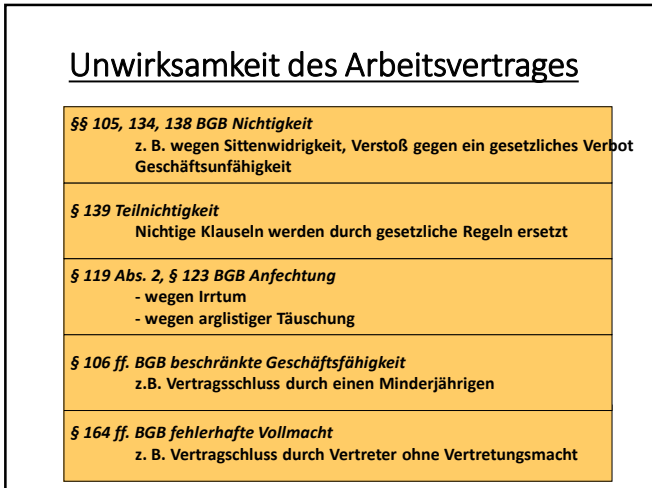 Unwirksamkeit des Arbeitsvertrages
§§ 105, 134, 138 BGB Nichtigkeit
z. B. wegen Sittenwidrigkeit, Verstoß gegen ein gesetzliches Verbot
Geschäftsunfähigkeit
§ 139 Teilnichtigkeit
Nichtige Klauseln werden durch gesetzliche Regeln ersetzt
§ 119 Abs. 2, § 123 BGB Anfechtung
- wegen Irrtum
- wegen arglistiger Täuschung
§ 106 ff. BGB beschränkte Geschäftsfähigkeit
z.B. Vertragsschluss durch einen Minderjährigen
§ 164 ff. BGB fehlerhafte Vollmacht
z. B. Vertragschluss durch Vertreter ohne Vertretungsmacht